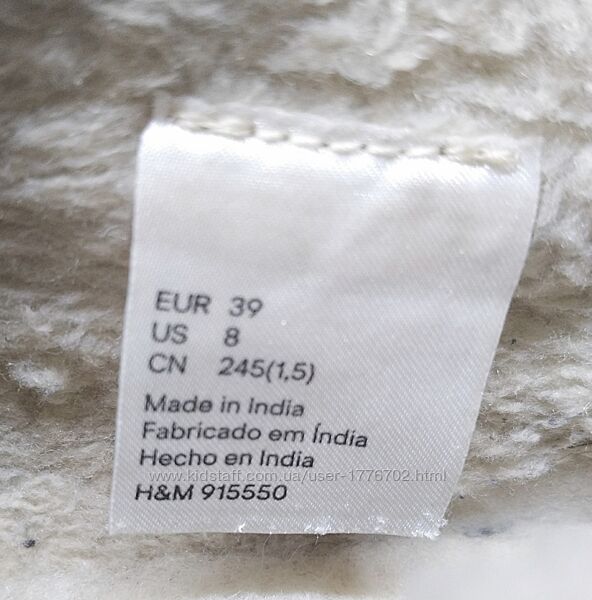 EUR 39
US 8
CN 245(1,5)
Made in India
Fabricado em Índia
Hecho en India
www.kidstaff.com.ua/user-1776702.html
H&M 915550